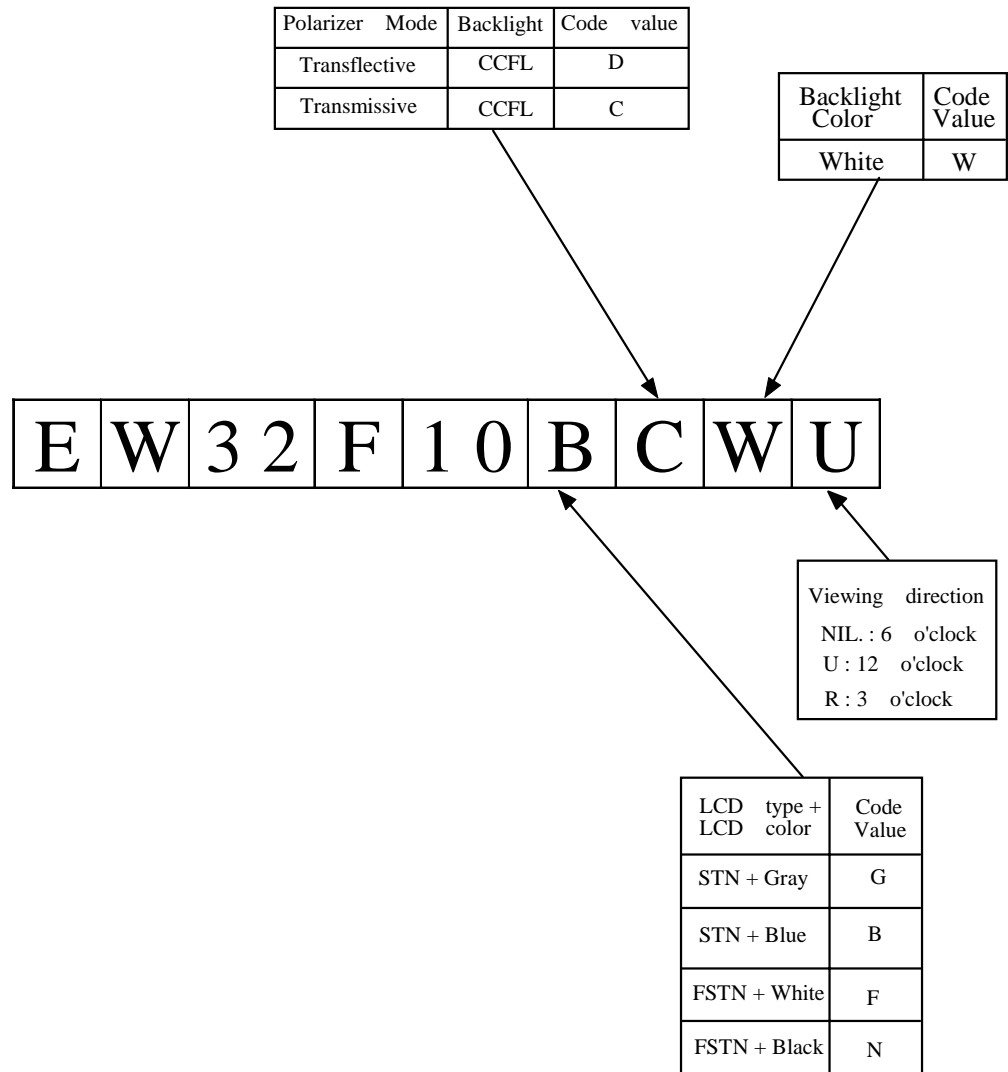 Polarizer Mode Backlight Code value
Transflective CCFL D
Transmissive CCFL C
Backlight Color Code Value
White W
E W 3 2 F 1 0 B C W U
Viewing direction
NIL. : 6 o'clock
U : 12 o'clock
R : 3 o'clock
LCD type + LCD color Code Value
STN + Gray G
STN + Blue B
FSTN + White F
FSTN + Black N